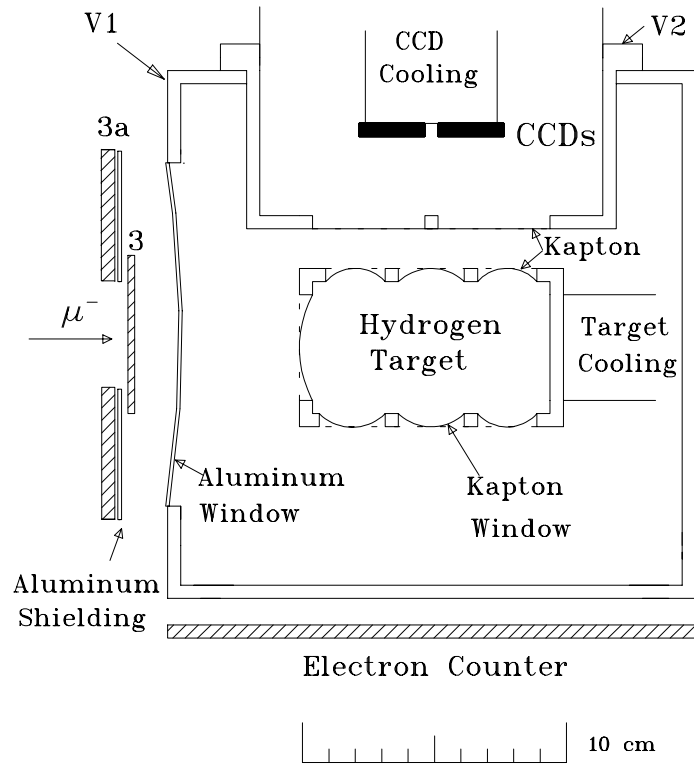 V1
V2
CCD
Cooling
CCDs
3a
3
Kapton
μ⁻
Hydrogen
Target
Target
Cooling
Aluminum
Window
Kapton
Window
Aluminum
Shielding
Electron Counter
10 cm